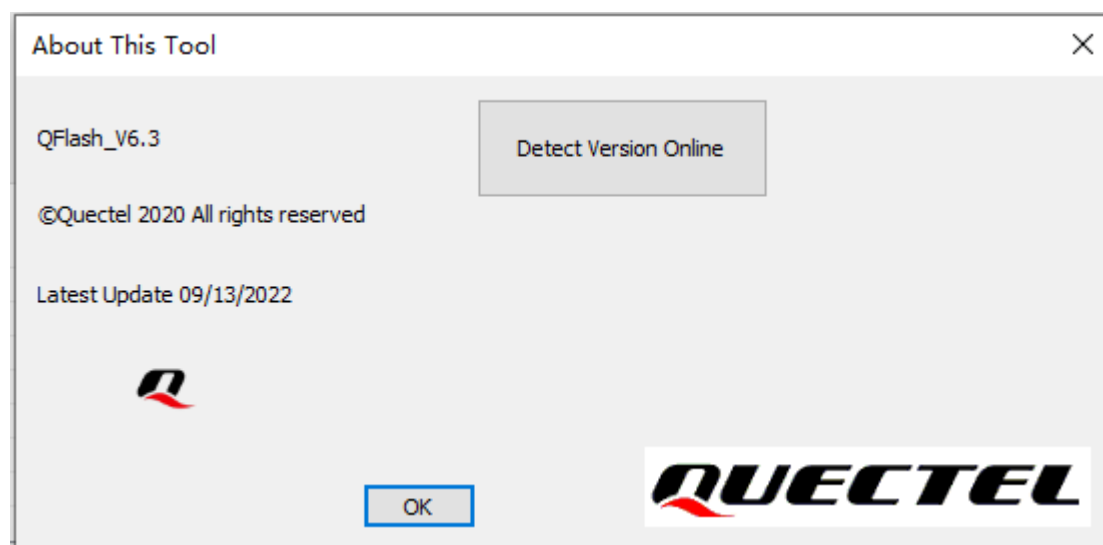 About This Tool
QFlash_V6.3
Detect Version Online
©Quectel 2020 All rights reserved
Latest Update 09/13/2022
Q
QUECTEL
OK